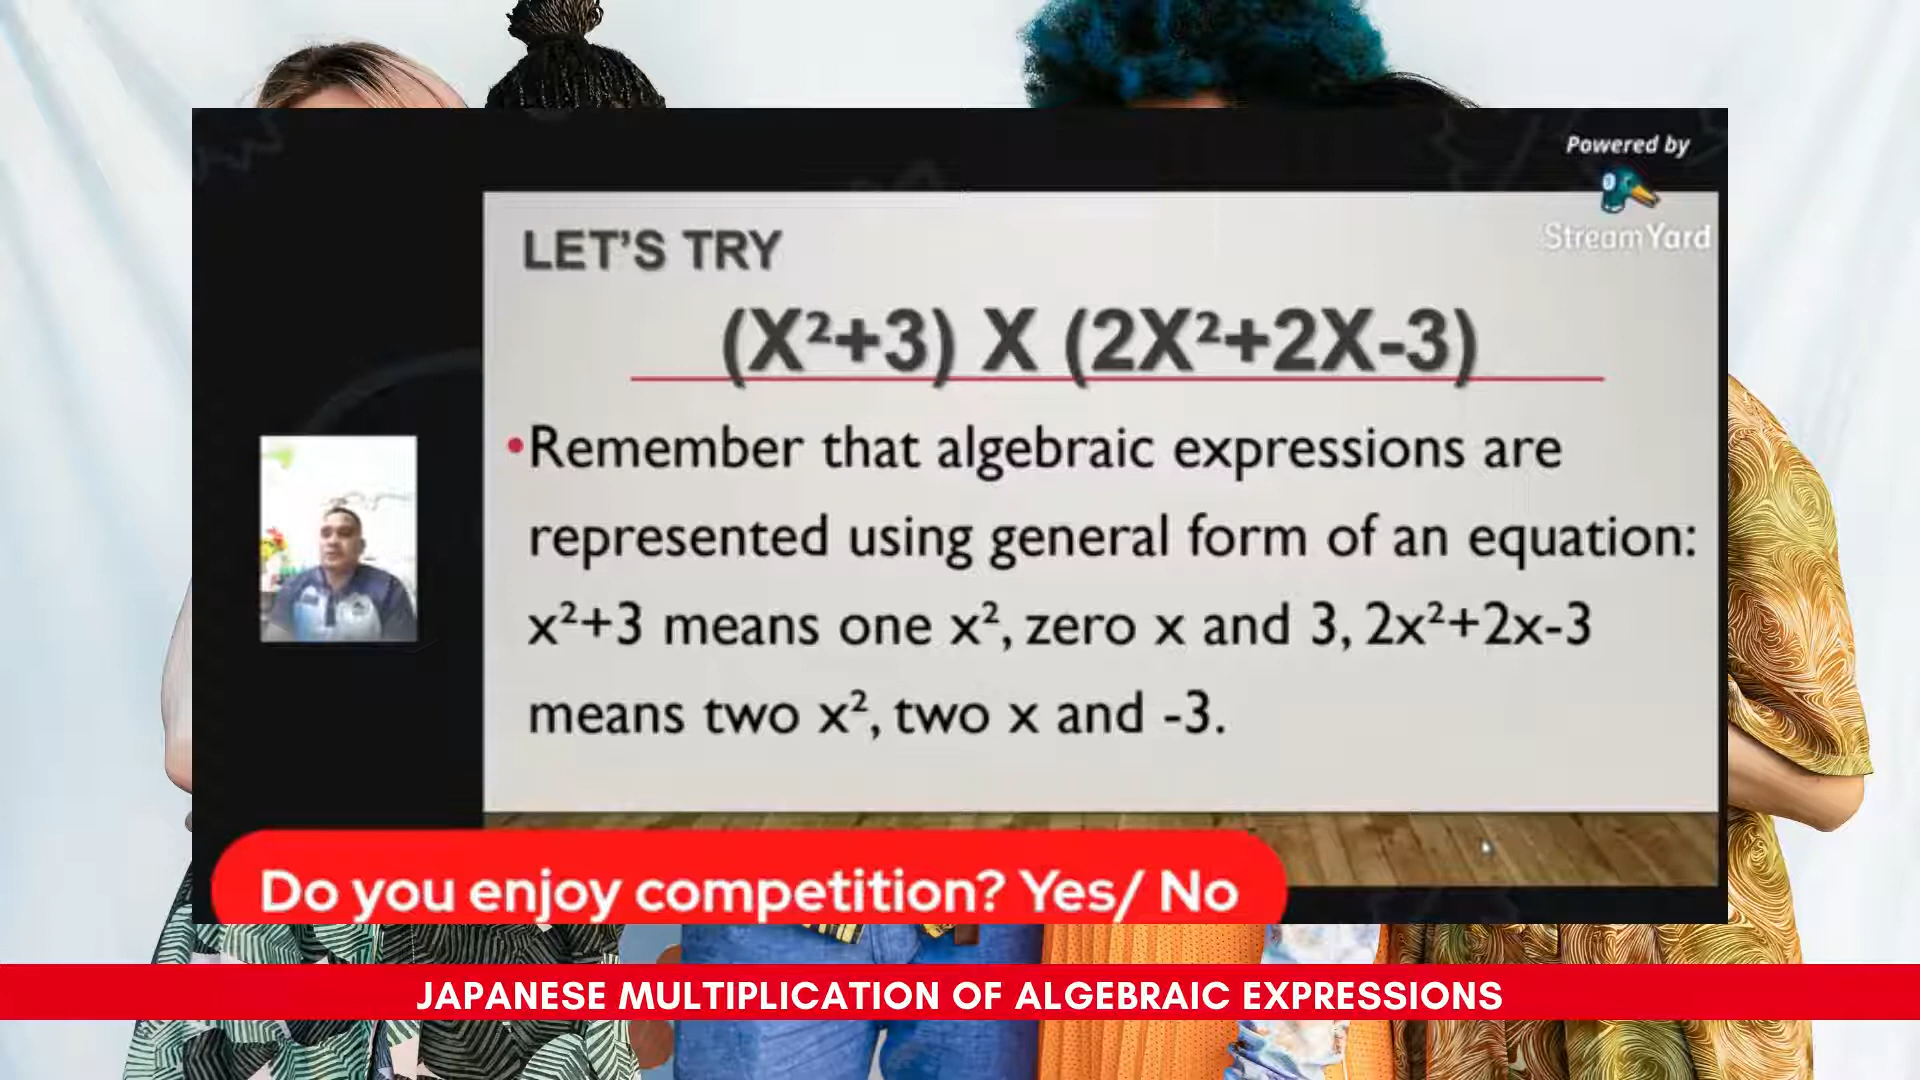 Powered by
StreamYard
LET'S TRY
(X²+3) X (2X²+2X-3)
•Remember that algebraic expressions are
represented using general form of an equation:
x²+3 means one x², zero x and 3, 2x²+2x-3
means two x², two x and -3.
Do you enjoy competition? Yes/ No
JAPANESE MULTIPLICATION OF ALGEBRAIC EXPRESSIONS